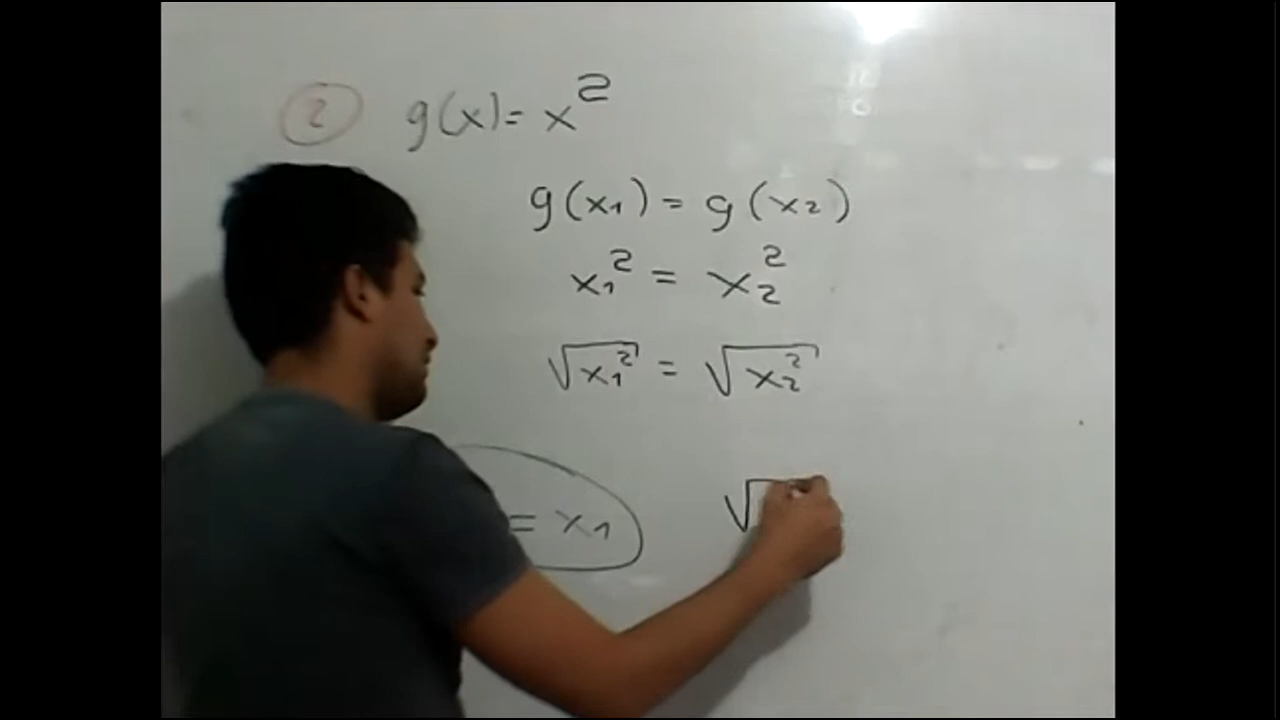 2 g(x) = x²
g(x₁) = g(x₂)
x₁² = x₂²
√x₁² = √x₂²
= x₁ √